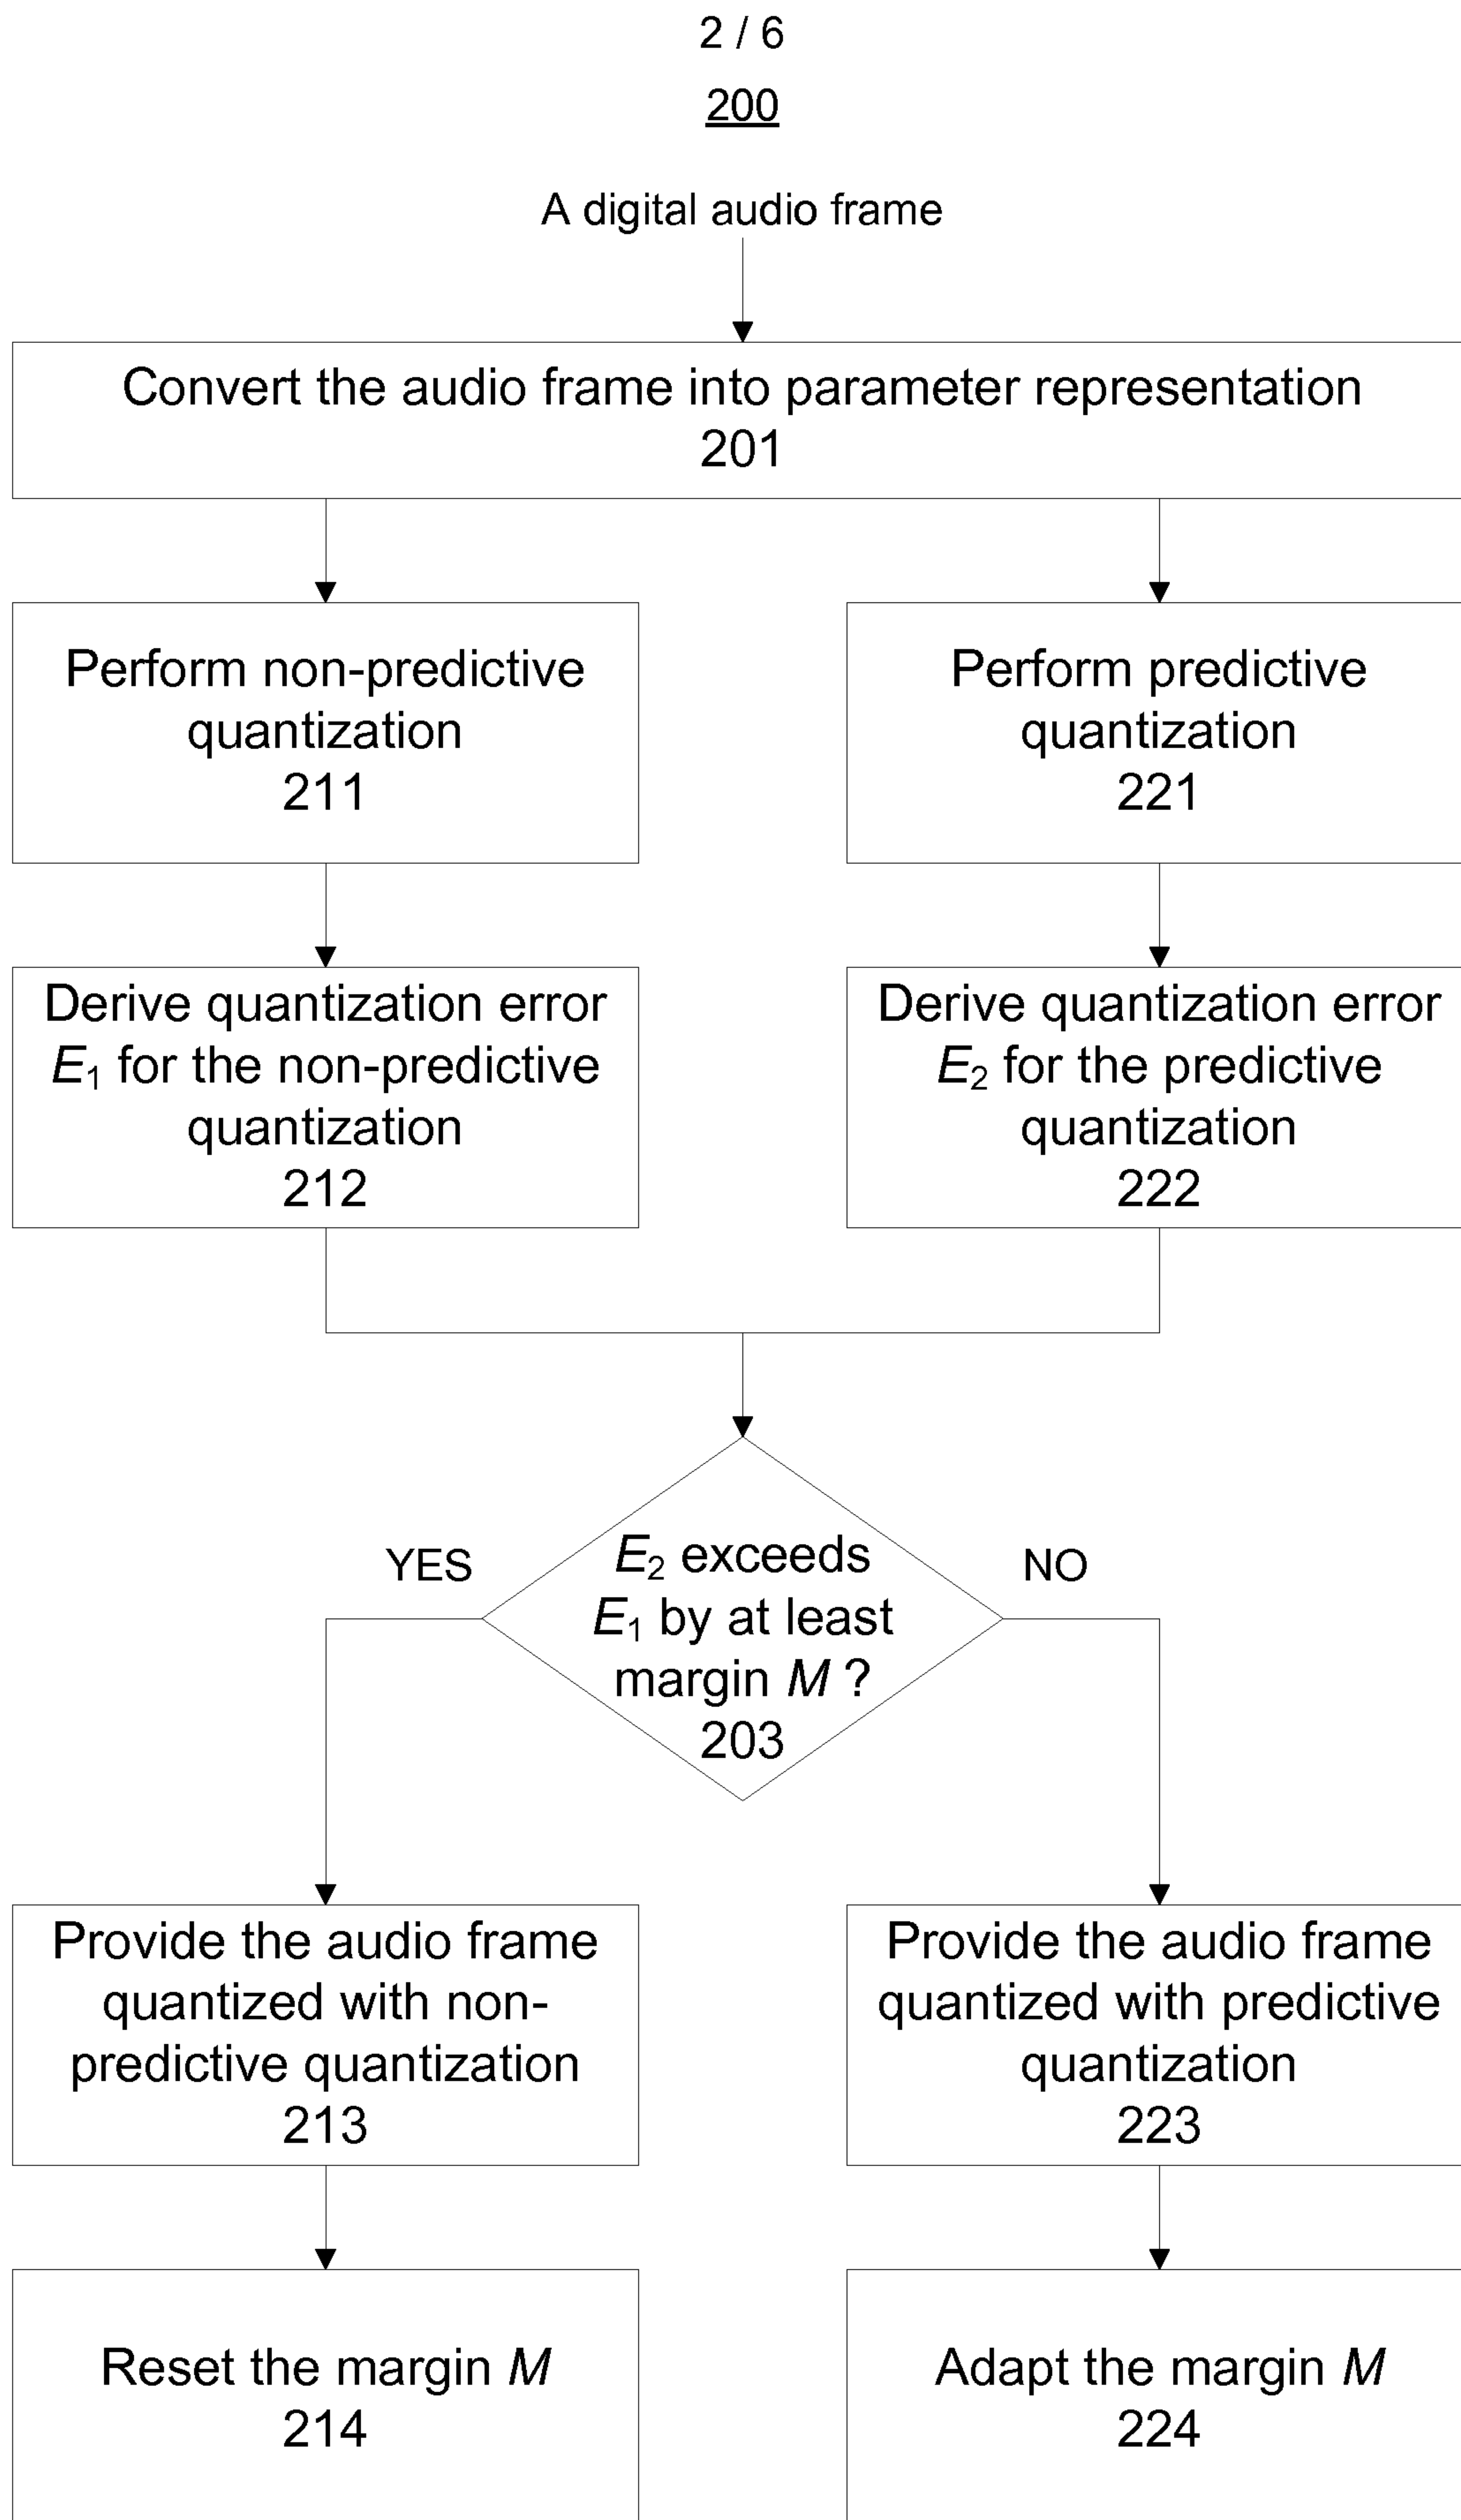 2 / 6
200
A digital audio frame
Convert the audio frame into parameter representation
201
Perform non-predictive
quantization
211
Perform predictive
quantization
221
Derive quantization error
E1 for the non-predictive
quantization
212
Derive quantization error
E2 for the predictive
quantization
222
YES
E2 exceeds
E1 by at least
margin M ?
203
NO
Provide the audio frame
quantized with non-
predictive quantization
213
Provide the audio frame
quantized with predictive
quantization
223
Reset the margin M
214
Adapt the margin M
224